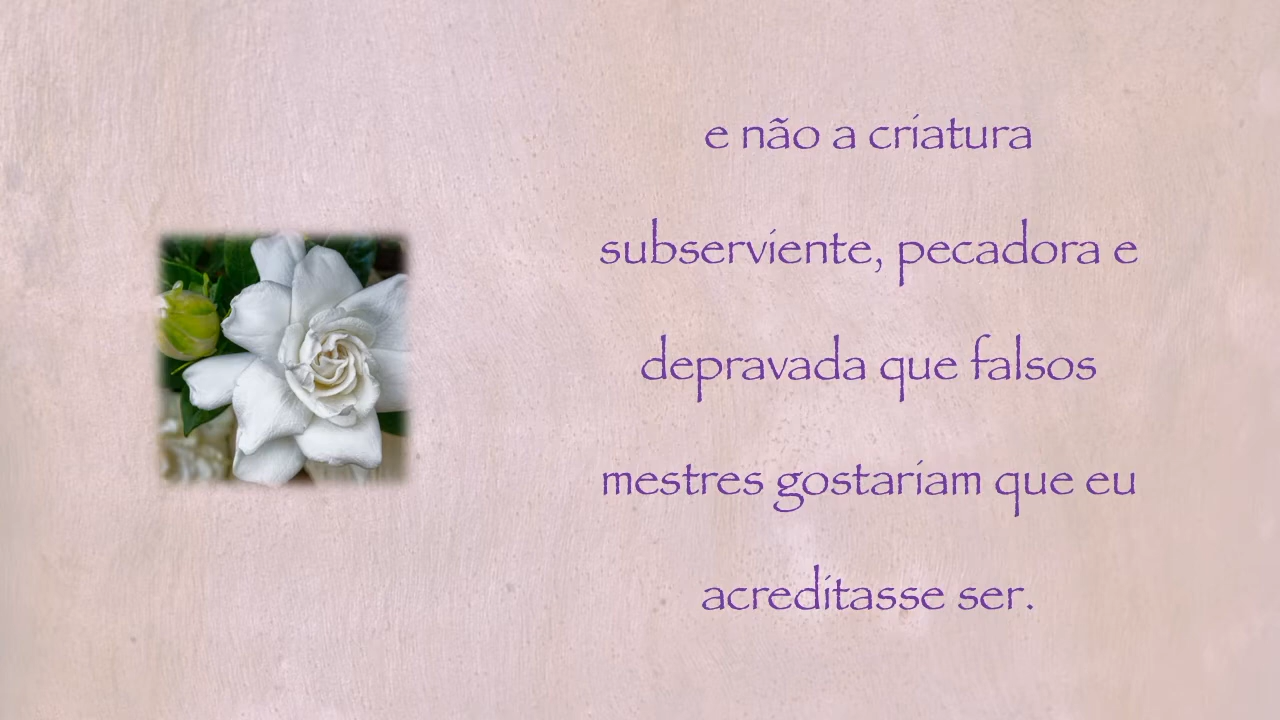 e não a criatura
subserviente, pecadora e
depravada que falsos
mestres gostariam que eu
acreditasse ser.